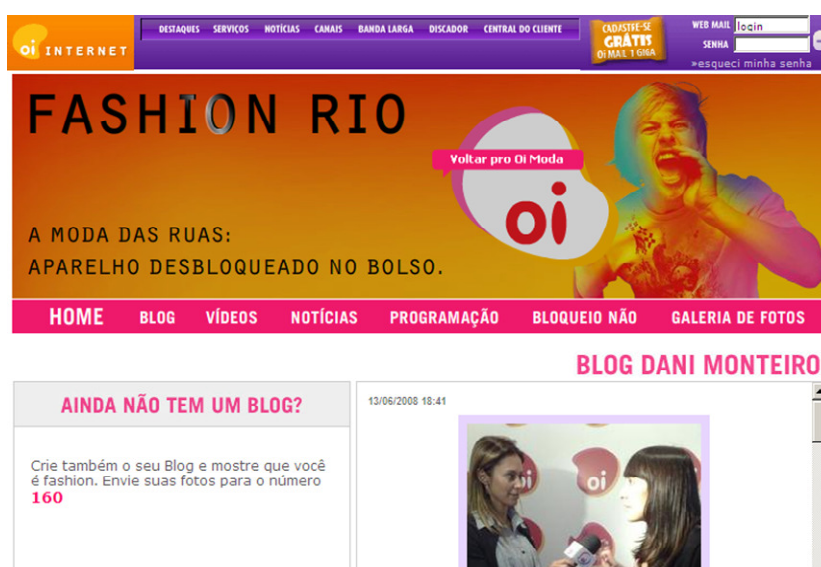 oi INTERNET
DESTAQUES SERVIÇOS NOTÍCIAS CANAIS BANDA LARGA DISCADOR CENTRAL DO CLIENTE
CADASTRE-SE
GRÁTIS
Oi MAIL 1 GIGA
WEB MAIL login
SENHA
»esqueci minha senha
FASHION RIO
Voltar pro Oi Moda
oi
A MODA DAS RUAS:
APARELHO DESBLOQUEADO NO BOLSO.
HOME BLOG VÍDEOS NOTÍCIAS PROGRAMAÇÃO BLOQUEIO NÃO GALERIA DE FOTOS
BLOG DANI MONTEIRO
AINDA NÃO TEM UM BLOG?
13/06/2008 18:41
Crie também o seu Blog e mostre que você
é fashion. Envie suas fotos para o número
160
oi
oi